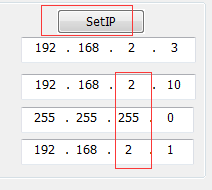 SetIP
192 . 168 . 2 . 3
192 . 168 . 2 . 10
255 . 255 . 255 . 0
192 . 168 . 2 . 1